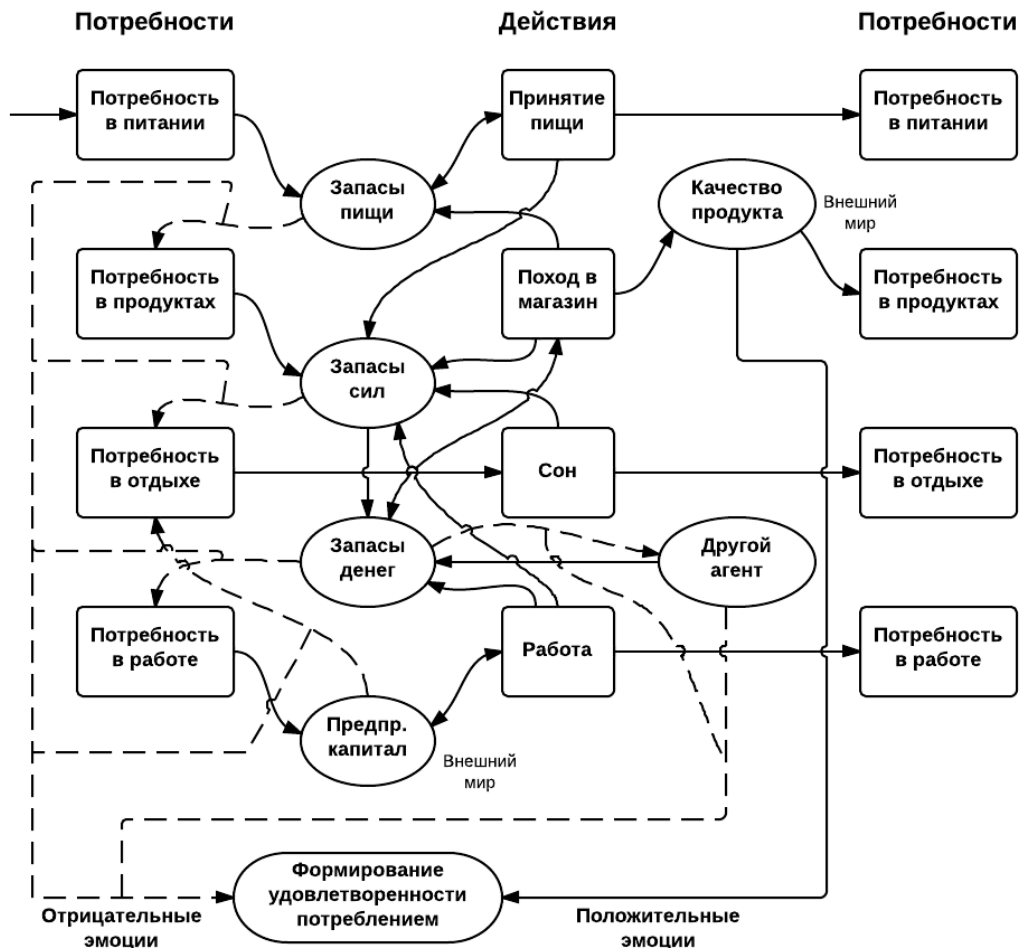 Потребности
Действия
Потребности
Потребность
в питании
Принятие
пищи
Потребность
в питании
Запасы
пищи
Качество
продукта
Внешний
мир
Потребность
в продуктах
Поход в
магазин
Потребность
в продуктах
Запасы
сил
Потребность
в отдыхе
Сон
Потребность
в отдыхе
Запасы
денег
Другой
агент
Потребность
в работе
Работа
Потребность
в работе
Предпр.
капитал
Внешний
мир
Формирование
удовлетворенности
потреблением
Отрицательные
эмоции
Положительные
эмоции